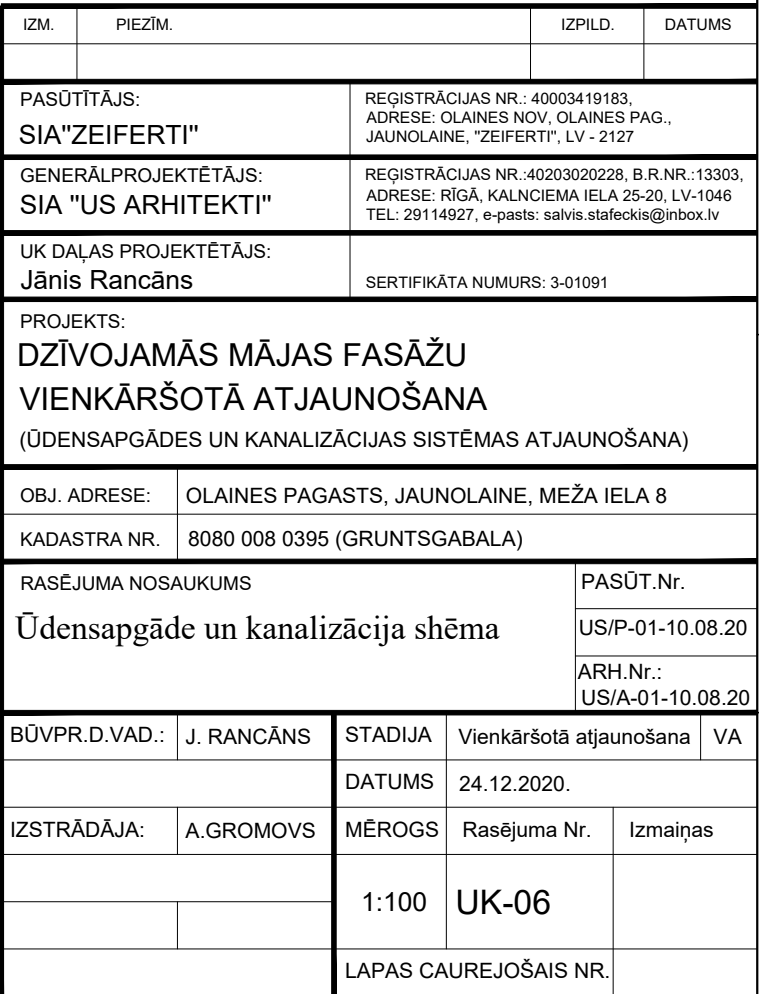 IZM. PIEZĪM. IZPILD. DATUMS
PASŪTĪTĀJS:
SIA"ZEIFERTI"
REĢISTRĀCIJAS NR.: 40003419183,
ADRESE: OLAINES NOV, OLAINES PAG.,
JAUNOLAINE, "ZEIFERTI", LV - 2127
GENERĀLPROJEKTĒTĀJS:
SIA "US ARHITEKTI"
REĢISTRĀCIJAS NR.:40203020228, B.R.NR.:13303,
ADRESE: RĪGĀ, KALNCIEMA IELA 25-20, LV-1046
TEL: 29114927, e-pasts: salvis.stafeckis@inbox.lv
UK DAĻAS PROJEKTĒTĀJS:
Jānis Rancāns
SERTIFIKĀTA NUMURS: 3-01091
PROJEKTS:
DZĪVOJAMĀS MĀJAS FASĀŽU
VIENKĀRŠOTĀ ATJAUNOŠANA
(ŪDENSAPGĀDES UN KANALIZĀCIJAS SISTĒMAS ATJAUNOŠANA)
OBJ. ADRESE: OLAINES PAGASTS, JAUNOLAINE, MEŽA IELA 8
KADASTRA NR. 8080 008 0395 (GRUNTSGABALA)
RASĒJUMA NOSAUKUMS
Ūdensapgāde un kanalizācija shēma
PASŪT.Nr.
US/P-01-10.08.20
ARH.Nr.:
US/A-01-10.08.20
BŪVPR.D.VAD.: J. RANCĀNS STADIJA Vienkāršotā atjaunošana VA
DATUMS 24.12.2020.
IZSTRĀDĀJA: A.GROMOVS MĒROGS Rasējuma Nr. Izmaiņas
1:100 UK-06
LAPAS CAUREJOŠAIS NR.